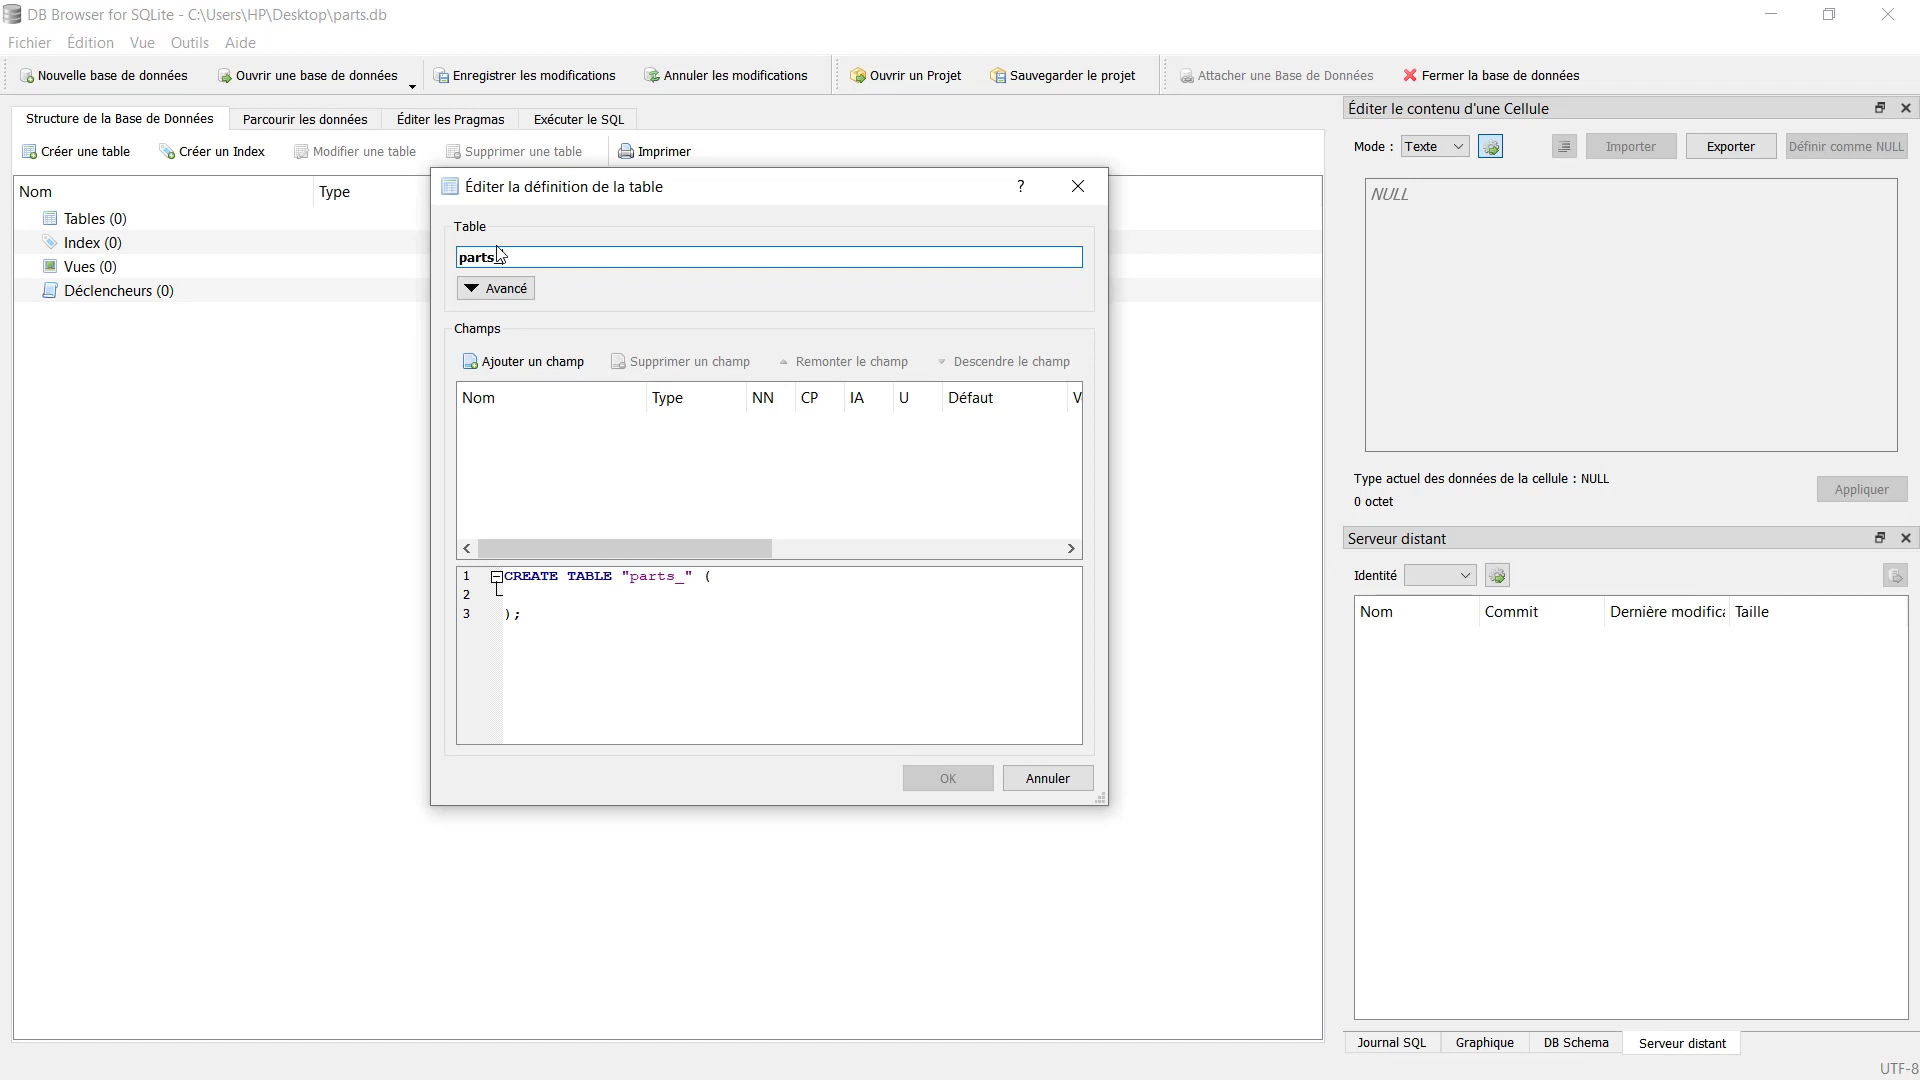 DB Browser for SQLite - C:\Users\HP\Desktop\parts.db
Fichier Édition Vue Outils Aide
Nouvelle base de données Ouvrir une base de données Enregistrer les modifications Annuler les modifications Ouvrir un Projet Sauvegarder le projet Attacher une Base de Données Fermer la base de données
Structure de la Base de Données Parcourir les données Éditer les Pragmas Exécuter le SQL
Créer une table Créer un Index Modifier une table Supprimer une table Imprimer
Nom Type
Tables (0)
Index (0)
Vues (0)
Déclencheurs (0)
Éditer la définition de la table ?
Table
parts_
Avancé
Champs
Ajouter un champ Supprimer un champ Remonter le champ Descendre le champ
Nom Type NN CP IA U Défaut V
1 CREATE TABLE "parts_" (
2
3 );
OK Annuler
Éditer le contenu d'une Cellule
Mode : Texte Importer Exporter Définir comme NULL
NULL
Type actuel des données de la cellule : NULL
0 octet
Appliquer
Serveur distant
Identité
Nom Commit Dernière modific Taille
Journal SQL Graphique DB Schema Serveur distant
UTF-8